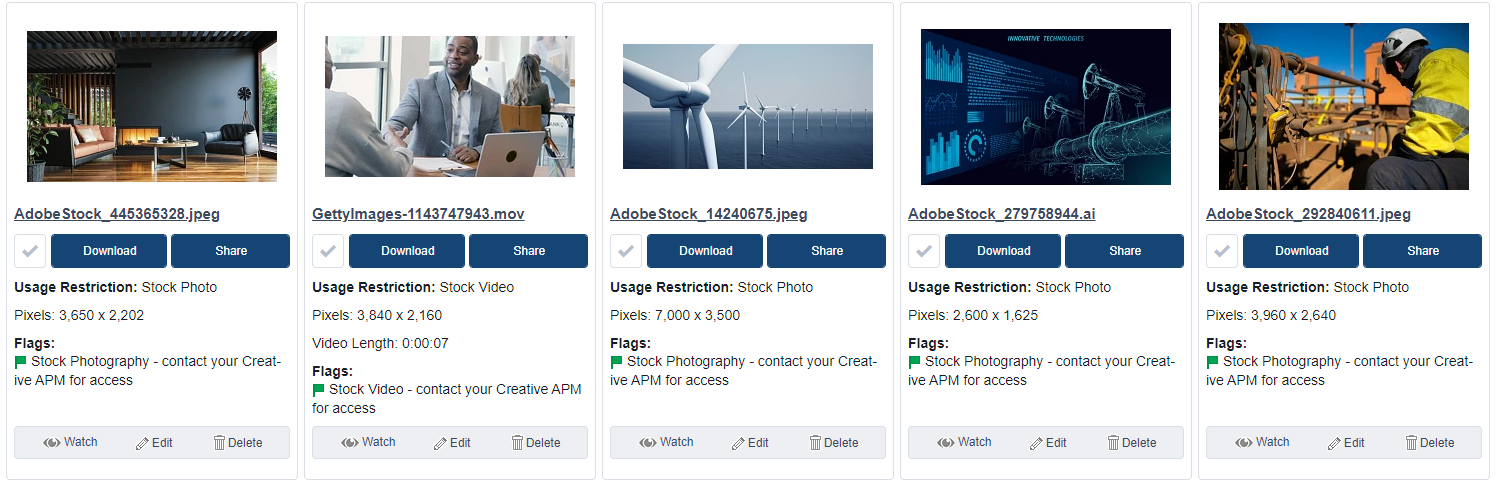 AdobeStock_445365328.jpeg
Download
Share
Usage Restriction: Stock Photo
Pixels: 3,650 x 2,202
Flags:
Stock Photography - contact your Creat-
ive APM for access
Watch
Edit
Delete
GettyImages-1143747943.mov
Download
Share
Usage Restriction: Stock Video
Pixels: 3,840 x 2,160
Video Length: 0:00:07
Flags:
Stock Video - contact your Creative APM
for access
Watch
Edit
Delete
AdobeStock_14240675.jpeg
Download
Share
Usage Restriction: Stock Photo
Pixels: 7,000 x 3,500
Flags:
Stock Photography - contact your Creat-
ive APM for access
Watch
Edit
Delete
INNOVATIVE TECHNOLOGIES
AdobeStock_279758944.ai
Download
Share
Usage Restriction: Stock Photo
Pixels: 2,600 x 1,625
Flags:
Stock Photography - contact your Creat-
ive APM for access
Watch
Edit
Delete
AdobeStock_292840611.jpeg
Download
Share
Usage Restriction: Stock Photo
Pixels: 3,960 x 2,640
Flags:
Stock Photography - contact your Creat-
ive APM for access
Watch
Edit
Delete